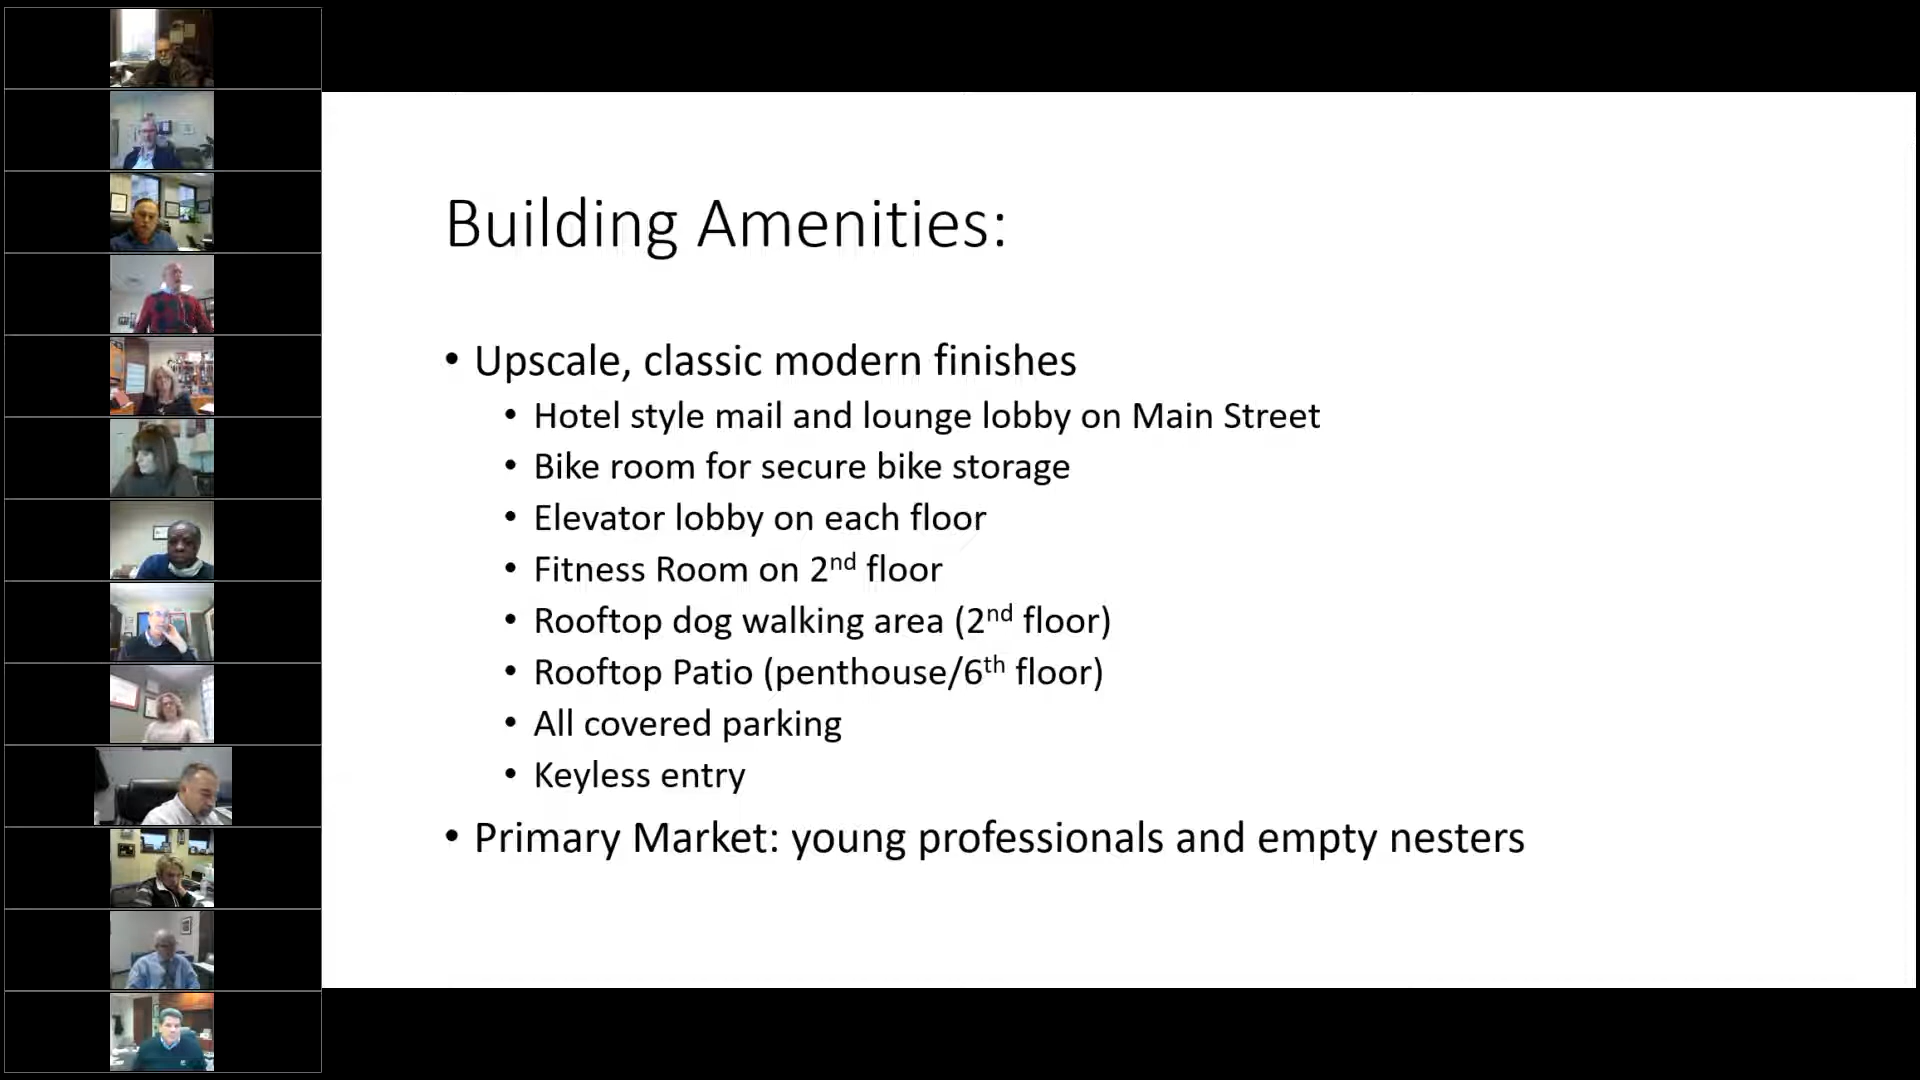 Building Amenities:
• Upscale, classic modern finishes
• Hotel style mail and lounge lobby on Main Street
• Bike room for secure bike storage
• Elevator lobby on each floor
• Fitness Room on 2nd floor
• Rooftop dog walking area (2nd floor)
• Rooftop Patio (penthouse/6th floor)
• All covered parking
• Keyless entry
• Primary Market: young professionals and empty nesters